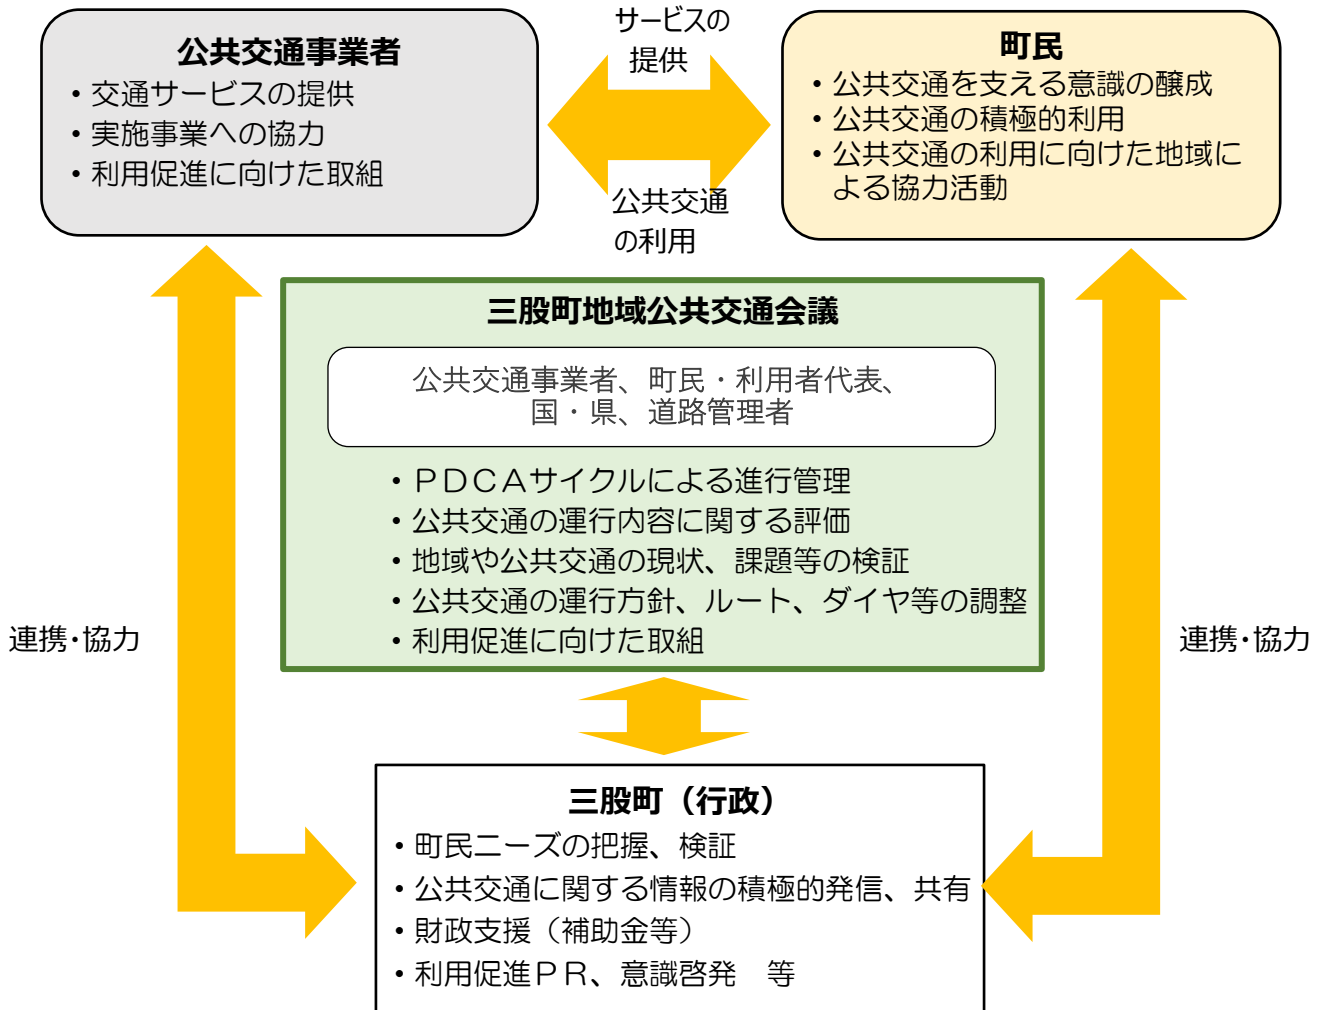 公共交通事業者
・交通サービスの提供
・実施事業への協力
・利用促進に向けた取組
サービスの
提供
公共交通
の利用
町民
・公共交通を支える意識の醸成
・公共交通の積極的利用
・公共交通の利用に向けた地域に
よる協力活動
三股町地域公共交通会議
公共交通事業者、町民・利用者代表、
国・県、道路管理者
・ＰＤＣＡサイクルによる進行管理
・公共交通の運行内容に関する評価
・地域や公共交通の現状、課題等の検証
・公共交通の運行方針、ルート、ダイヤ等の調整
・利用促進に向けた取組
連携・協力
連携・協力
三股町（行政）
・町民ニーズの把握、検証
・公共交通に関する情報の積極的発信、共有
・財政支援（補助金等）
・利用促進ＰＲ、意識啓発　等